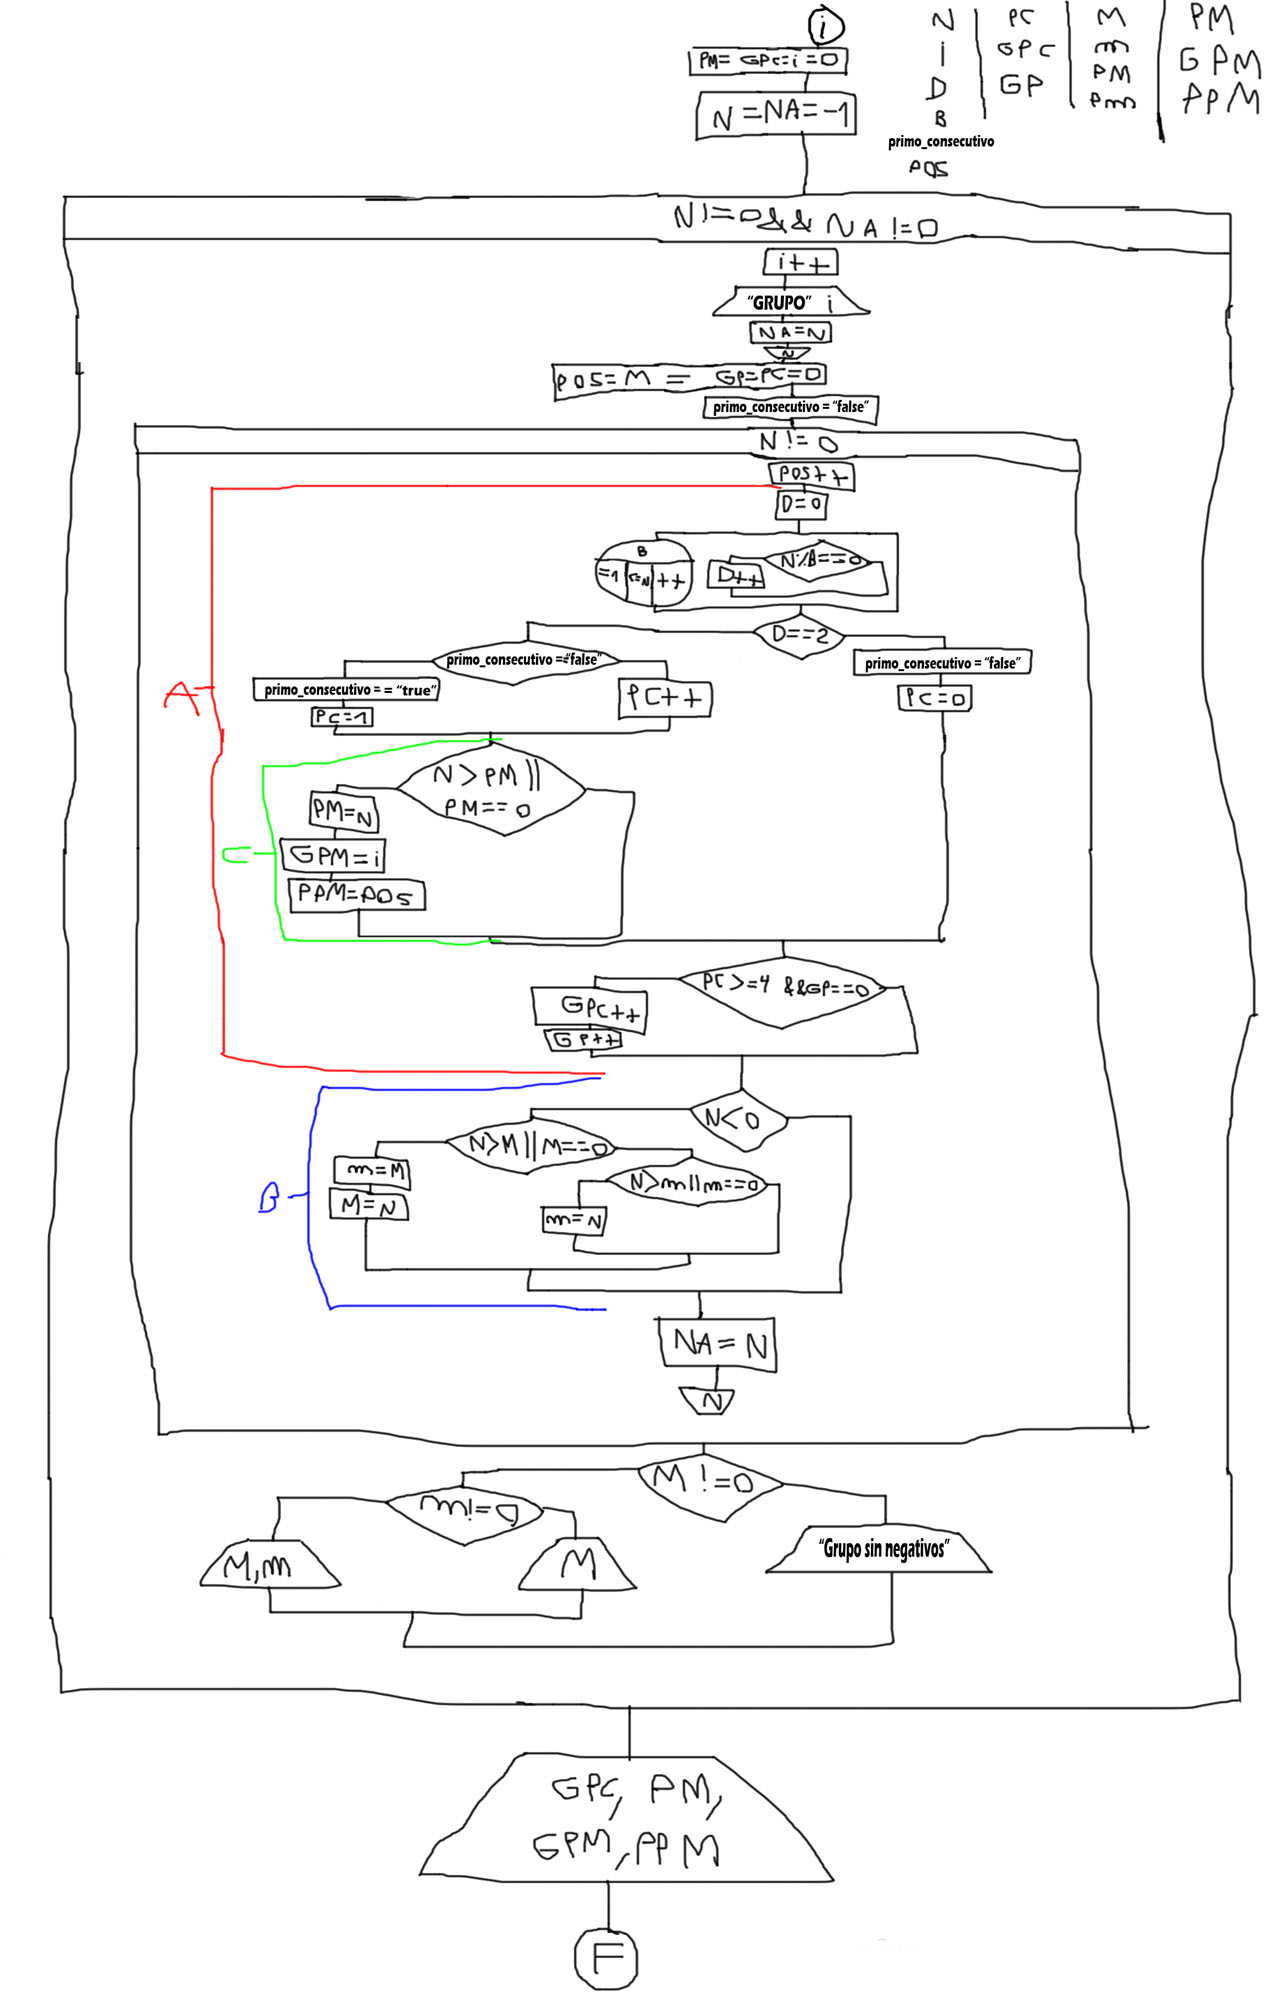 i
N PC M PM
i GPC m GPM
D GP PM PPM
B Pm
primo_consecutivo
POS
PM= GPC=i=0
N=NA=-1
N!=0&& NA!=0
i++
"GRUPO" i
NA=N
N
POS=M= GP=PC=0
primo_consecutivo = "false"
N!=0
POS++
D=0
B
=1 <=N ++
N%B==0
D++
D==2
primo_consecutivo =="false"
primo_consecutivo = "false"
primo_consecutivo = = "true"
PC++
PC=0
PC=1
A
N>PM ||
PM==0
PM=N
GPM=i
C
PPM=POS
PC>=4 &&GP==0
GPC++
GP++
N<0
N>M||M==0
m=M
N>m||m==0
B
M=N
m=N
NA=N
N
M!=0
m!=0
"Grupo sin negativos"
M,m
M
GPC, PM,
GPM,PPM
F